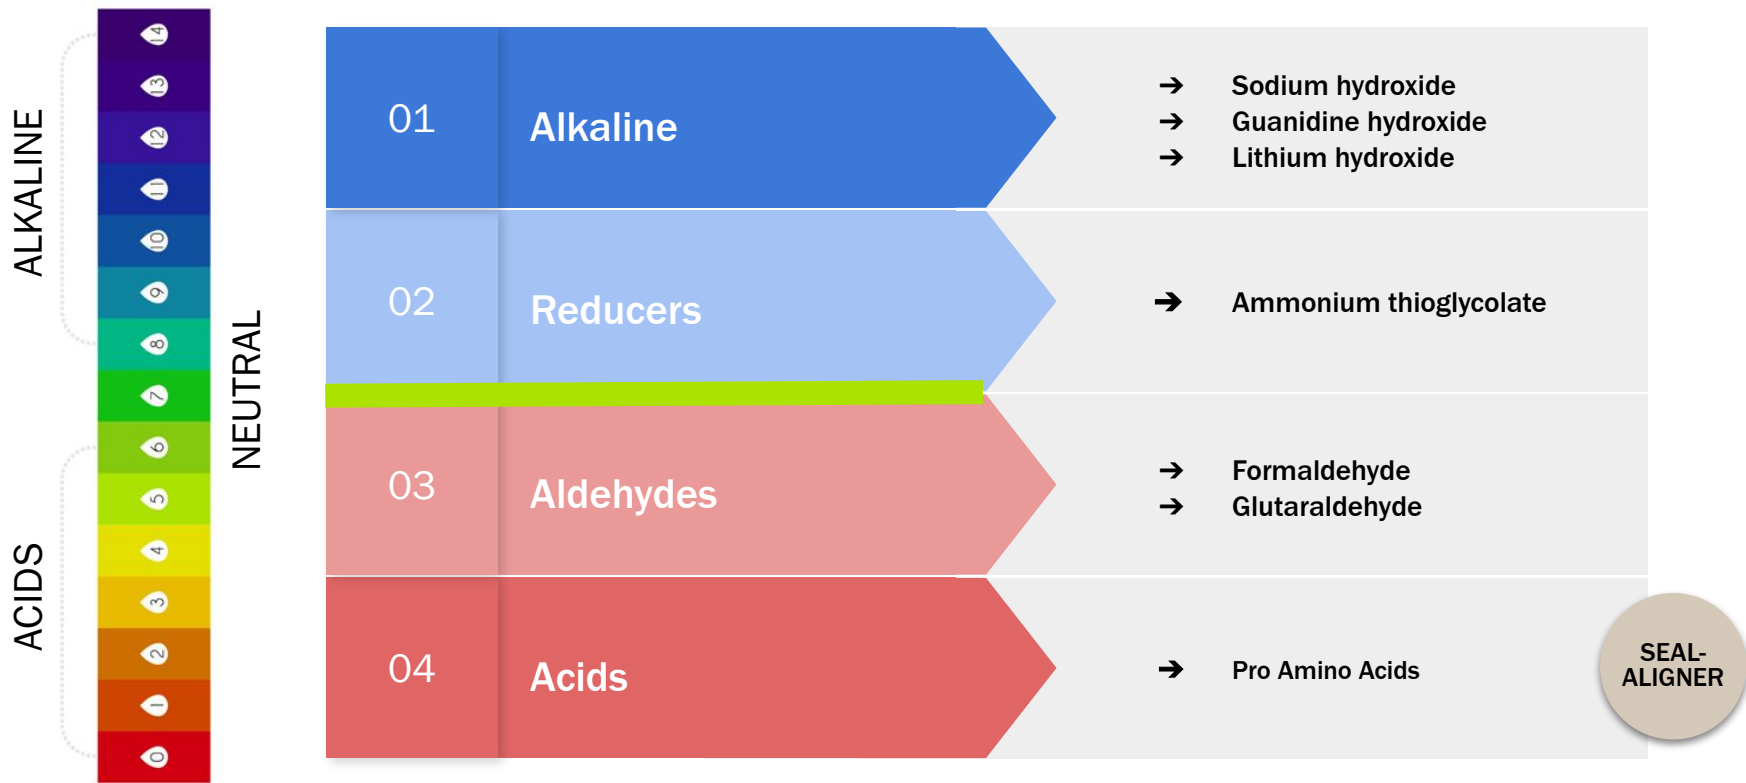 ALKALINE
NEUTRAL
ACIDS
14
13
12
11
10
9
8
7
6
5
4
3
2
1
0
01
Alkaline
➔ Sodium hydroxide
➔ Guanidine hydroxide
➔ Lithium hydroxide
02
Reducers
➔ Ammonium thioglycolate
03
Aldehydes
➔ Formaldehyde
➔ Glutaraldehyde
04
Acids
➔ Pro Amino Acids
SEAL-
ALIGNER